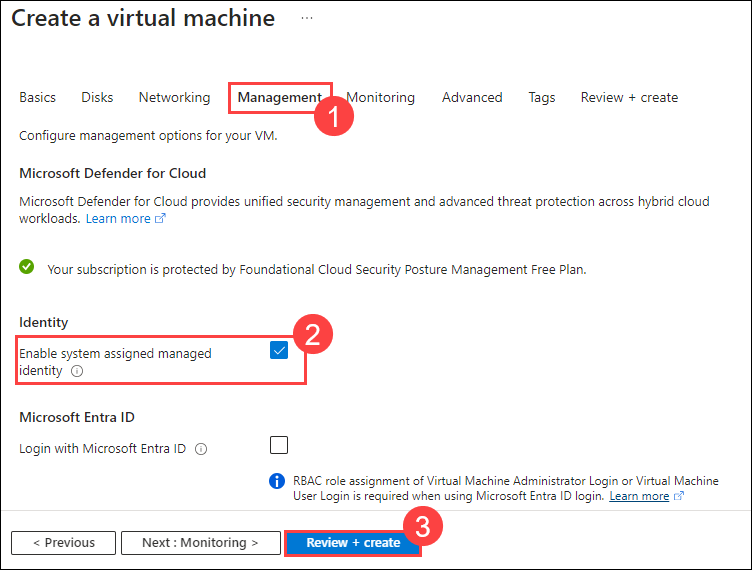 Create a virtual machine ...
Basics Disks Networking Management Monitoring Advanced Tags Review + create
1
Configure management options for your VM.
Microsoft Defender for Cloud
Microsoft Defender for Cloud provides unified security management and advanced threat protection across hybrid cloud
workloads. Learn more
Your subscription is protected by Foundational Cloud Security Posture Management Free Plan.
Identity
2
Enable system assigned managed
identity
Microsoft Entra ID
Login with Microsoft Entra ID
RBAC role assignment of Virtual Machine Administrator Login or Virtual Machine
User Login is required when using Microsoft Entra ID login. Learn more
3
< Previous Next : Monitoring > Review + create